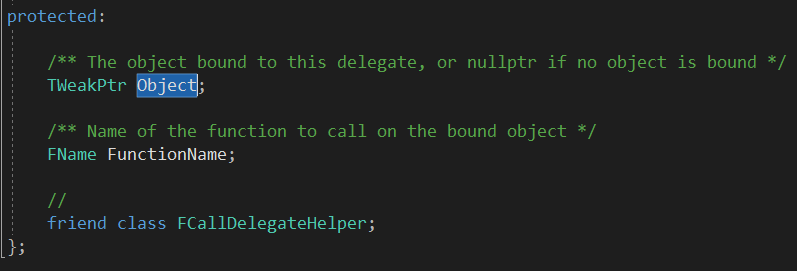 protected:
/** The object bound to this delegate, or nullptr if no object is bound */
TWeakPtr Object;
/** Name of the function to call on the bound object */
FName FunctionName;
//
friend class FCallDelegateHelper;
};